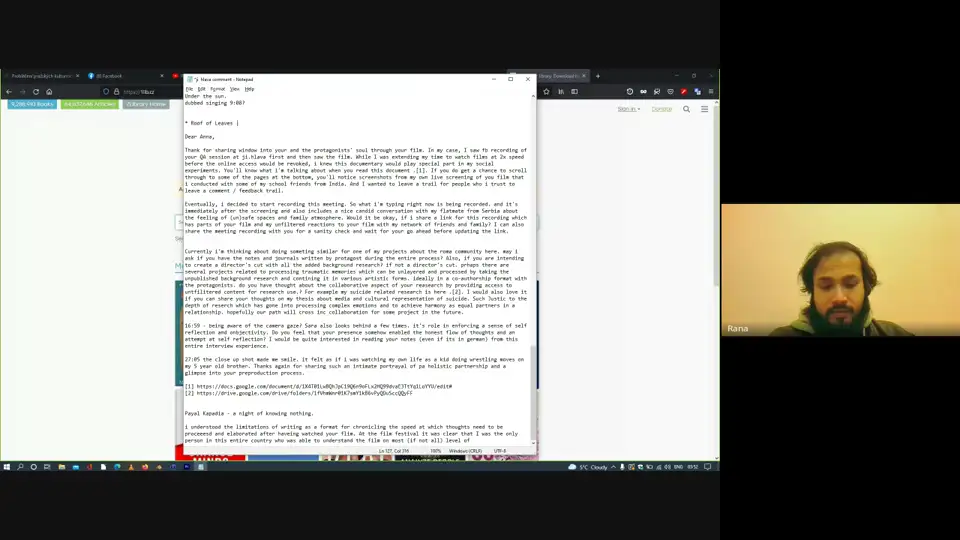 Facebook
Naua comment - Notepad
File Edit Format View Help
Under the sun.
dubbed singing 9:08?
* Roof of Leaves |
Dear Anna,
Thank for sharing window into your and the protagonists' soul through your film. In my case, I saw fb recording of
your QA session at ji.hlava first and then saw the film. While I was extending my time to watch films at 2x speed
before the online access would be revoked, i knew this documentary would play special part in my social
experiments. You'll know what i'm talking about when you read this document .[1]. If you do get a chance to scroll
through to some of the pages at the bottom, you'll notice screenshots from my own live screening of you film that
i conducted with some of my school friends from India. And I wanted to leave a trail for people who i trust to
leave a comment / feedback trail.
Eventually, i decided to start recording this meeting. So what i'm typing right now is being recorded. and it's
immediately after the screening and also includes a nice candid conversation with my flatmate from Serbia about
the feeling of (un)safe spaces and family atmosphere. Would it be okay, if i share a link for this recording which
has parts of your film and my unfiltered reactions to your film with my network of friends and family? I can also
share the meeting recording with you for a sanity check and wait for your go ahead before updating the link.
Currently i'm thinking about doing someting similar for one of my projects about the roma community here. may i
ask if you have the notes and journals written by protagost during the entire process? Also, if you are intending
to create a director's cut with all the added background research? if not a director's cut. prhaps there are
several projects related to processing traumatic memories which can be unlayered and processed by taking the
unpublished background research and contining it in various artistic forms. ideally in a co-authorship format with
the protagonists. do you have thought about the collaborative aspect of your reasearch by providing access to
untfiltered content for research use.? For example my suicide related research is here .[2]. I would also love it
if you can share your thoughts on my thesis about media and cultural representation of suicide. Such Justic to the
depth of reserch which has gone into processing complex emotions and to achieve harmony as equal partners in a
relationship. hopefully our path will cross inc collaboration for some project in the future.
16:59 - being aware of the camera gaze? Sara also looks behind a few times. it's role in enforcing a sense of self
reflection and onbjectivity. Do you feel that your presence somehow enabled the honest flow of thoughts and an
attempt at self reflection? I would be quite interested in reading your notes (even if its in german) from this
entire interview experience.
27:05 the close up shot made me smile. it felt as if i was watching my own life as a kid doing wrestling moves on
my 5 year old brother. Thanks again for sharing such an intimate portrayal of pa holistic partnership and a
glimpse into your preproduction process.
[1]
[2]
Payal Kapadia - a night of knowing nothing.
i understood the limitations of writing as a format for chronicling the speed at which thoughts need to be
proceeesd and elaborated after having watched your flim. At the film festival it was clear that I was the only
person in this entire country who was able to understand the film on most (if not all) level of
Ln 127, Col 316 100% Windows (CRLF) UTF-8
Library Home
Sign in
Donate
5°C Cloudy
ENG
Rana